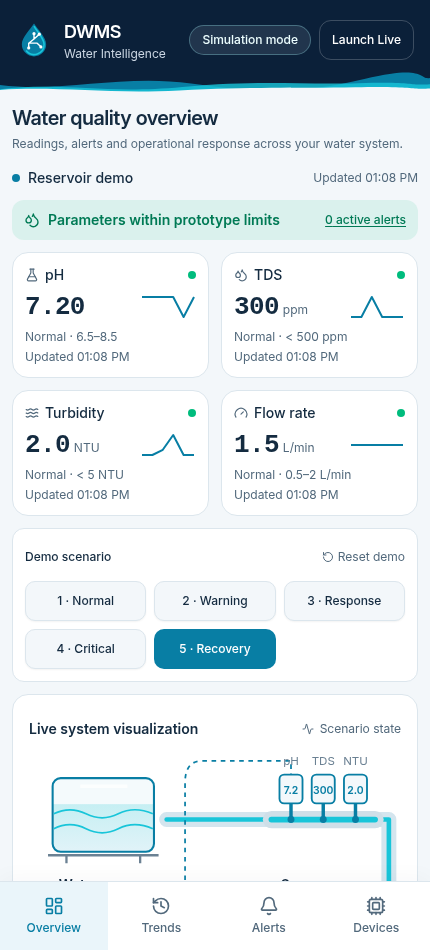 DWMS
Water Intelligence
Simulation mode
Launch Live
Water quality overview
Readings, alerts and operational response across your water system.
Reservoir demo
Updated 01:08 PM
Parameters within prototype limits
0 active alerts
pH
7.20
Normal · 6.5–8.5
Updated 01:08 PM
TDS
300 ppm
Normal · < 500 ppm
Updated 01:08 PM
Turbidity
2.0 NTU
Normal · < 5 NTU
Updated 01:08 PM
Flow rate
1.5 L/min
Normal · 0.5–2 L/min
Updated 01:08 PM
Demo scenario
Reset demo
1 · Normal
2 · Warning
3 · Response
4 · Critical
5 · Recovery
Live system visualization
Scenario state
pH TDS NTU
7.2 300 2.0
Overview
Trends
Alerts
Devices